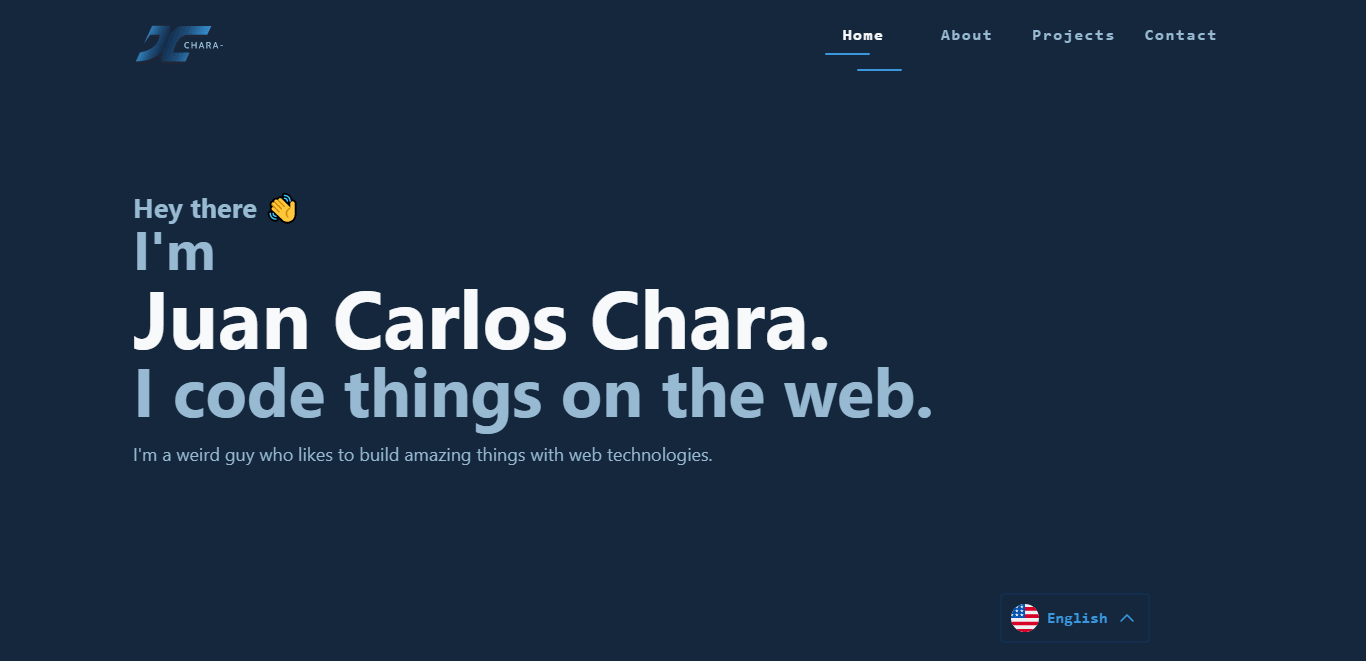 CHARA-
Home About Projects Contact
Hey there 👋
I'm
Juan Carlos Chara.
I code things on the web.
I'm a weird guy who likes to build amazing things with web technologies.
English